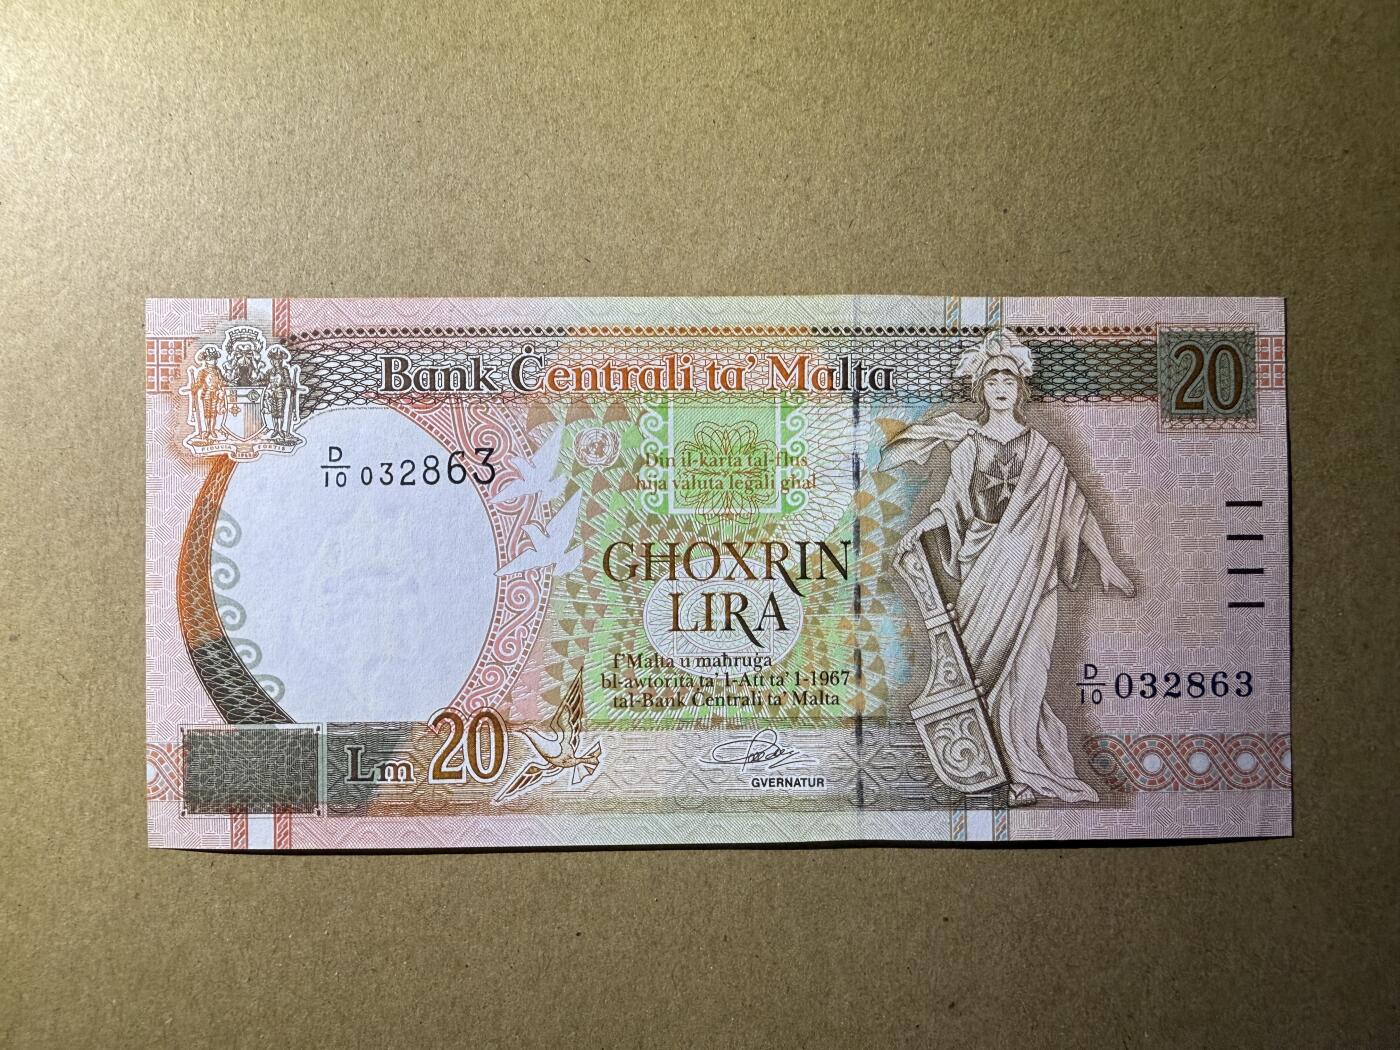 Bank Ċentrali ta' Malta
20
D/10 032863
Din il-karta tal-flus
hija valuta legali għal
GĦOXRIN
LIRA
f'Malta u maħruġa
bl-awtorità ta' l-Att ta' l-1967
tal-Bank Ċentrali ta' Malta
D/10 032863
Lm 20
GVERNATUR